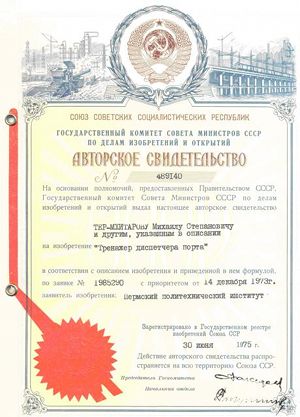 СОЮЗ СОВЕТСКИХ СОЦИАЛИСТИЧЕСКИХ РЕСПУБЛИК
ГОСУДАРСТВЕННЫЙ КОМИТЕТ СОВЕТА МИНИСТРОВ СССР
ПО ДЕЛАМ ИЗОБРЕТЕНИЙ И ОТКРЫТИЙ
АВТОРСКОЕ СВИДЕТЕЛЬСТВО
№ 489140
На основании полномочий, предоставленных Правительством СССР,
Государственный комитет Совета Министров СССР по делам
изобретений и открытий выдал настоящее авторское свидетельство
ТЕР-МХИТАРОВУ Михаилу Степановичу
и другим, указанным в описании
на изобретение "Тренажер диспетчера порта"
в соответствии с описанием изобретения и приведенной в нем формулой,
по заявке № 1985290 с приоритетом от 14 декабря 1973г.
заявитель изобретения: Пермский политехнический институт
Зарегистрировано в Государственном реестре
изобретений Союза ССР
30 июня 1975 г.
Действие авторского свидетельства распро-
страняется на всю территорию Союза ССР.
Председатель Госкомитета
Начальник отдела